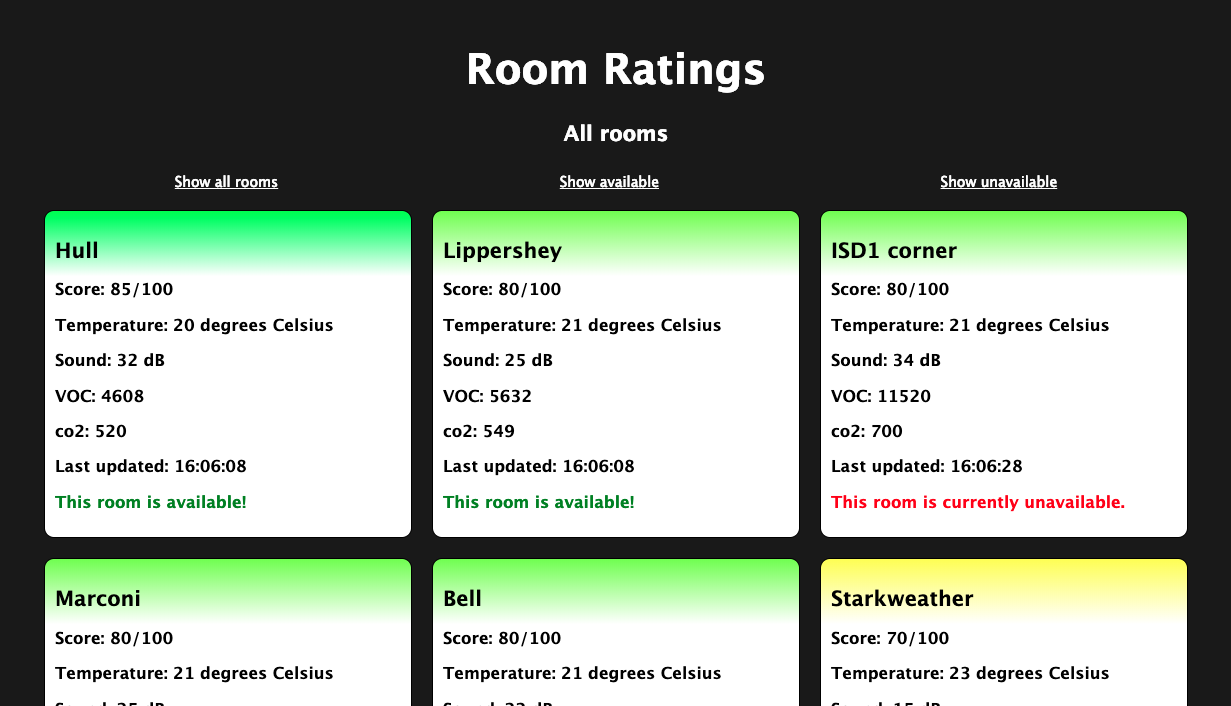 Room Ratings
All rooms
Show all rooms
Show available
Show unavailable
Hull
Score: 85/100
Temperature: 20 degrees Celsius
Sound: 32 dB
VOC: 4608
co2: 520
Last updated: 16:06:08
This room is available!
Lippershey
Score: 80/100
Temperature: 21 degrees Celsius
Sound: 25 dB
VOC: 5632
co2: 549
Last updated: 16:06:08
This room is available!
ISD1 corner
Score: 80/100
Temperature: 21 degrees Celsius
Sound: 34 dB
VOC: 11520
co2: 700
Last updated: 16:06:28
This room is currently unavailable.
Marconi
Score: 80/100
Temperature: 21 degrees Celsius
Bell
Score: 80/100
Temperature: 21 degrees Celsius
Starkweather
Score: 70/100
Temperature: 23 degrees Celsius